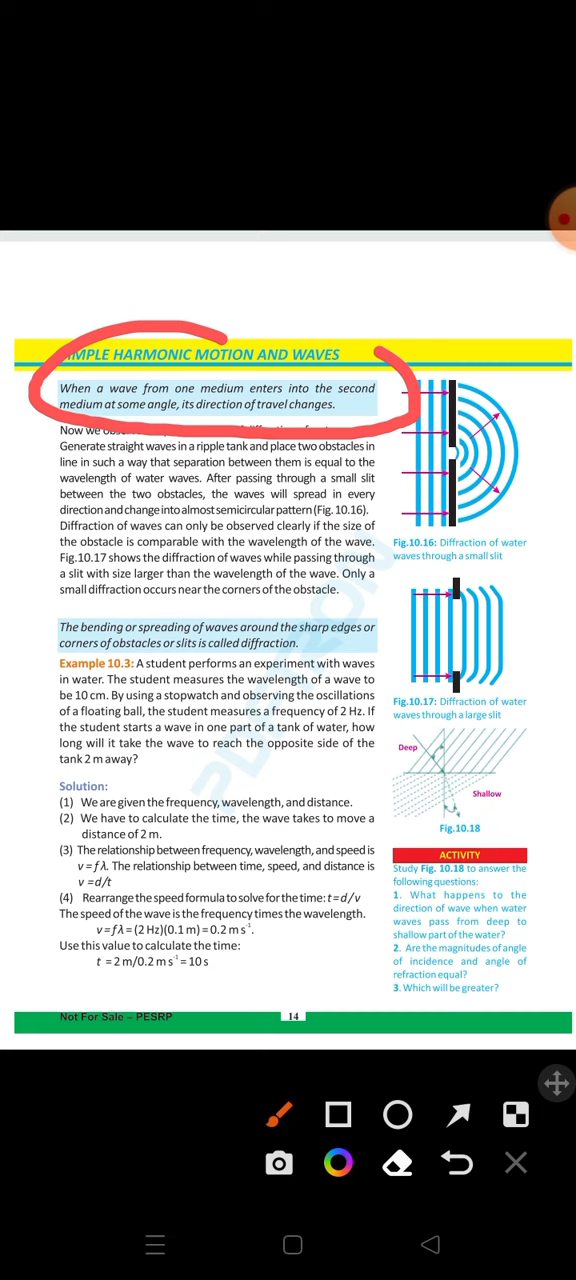 SIMPLE HARMONIC MOTION AND WAVES
When a wave from one medium enters into the second
medium at some angle, its direction of travel changes.
Now we
Generate straight waves in a ripple tank and place two obstacles in
line in such a way that separation between them is equal to the
wavelength of water waves. After passing through a small slit
between the two obstacles, the waves will spread in every
direction and change into almost semicircular pattern (Fig. 10.16).
Diffraction of waves can only be observed clearly if the size of
the obstacle is comparable with the wavelength of the wave.
Fig.10.17 shows the diffraction of waves while passing through
a slit with size larger than the wavelength of the wave. Only a
small diffraction occurs near the corners of the obstacle.
The bending or spreading of waves around the sharp edges or
corners of obstacles or slits is called diffraction.
Example 10.3: A student performs an experiment with waves
in water. The student measures the wavelength of a wave to
be 10 cm. By using a stopwatch and observing the oscillations
of a floating ball, the student measures a frequency of 2 Hz. If
the student starts a wave in one part of a tank of water, how
long will it take the wave to reach the opposite side of the
tank 2 m away?
Solution:
(1) We are given the frequency, wavelength, and distance.
(2) We have to calculate the time, the wave takes to move a
distance of 2 m.
(3) The relationship between frequency, wavelength, and speed is
v = f λ. The relationship between time, speed, and distance is
v = d/t
(4) Rearrange the speed formula to solve for the time: t = d / v
The speed of the wave is the frequency times the wavelength.
v = f λ = (2 Hz)(0.1 m) = 0.2 m s⁻¹.
Use this value to calculate the time:
t = 2 m/0.2 m s⁻¹ = 10 s
Fig.10.16: Diffraction of water
waves through a small slit
Fig.10.17: Diffraction of water
waves through a large slit
Deep
Shallow
Fig.10.18
ACTIVITY
Study Fig. 10.18 to answer the
following questions:
1. What happens to the
direction of wave when water
waves pass from deep to
shallow part of the water?
2. Are the magnitudes of angle
of incidence and angle of
refraction equal?
3. Which will be greater?
Not For Sale – PESRP
14